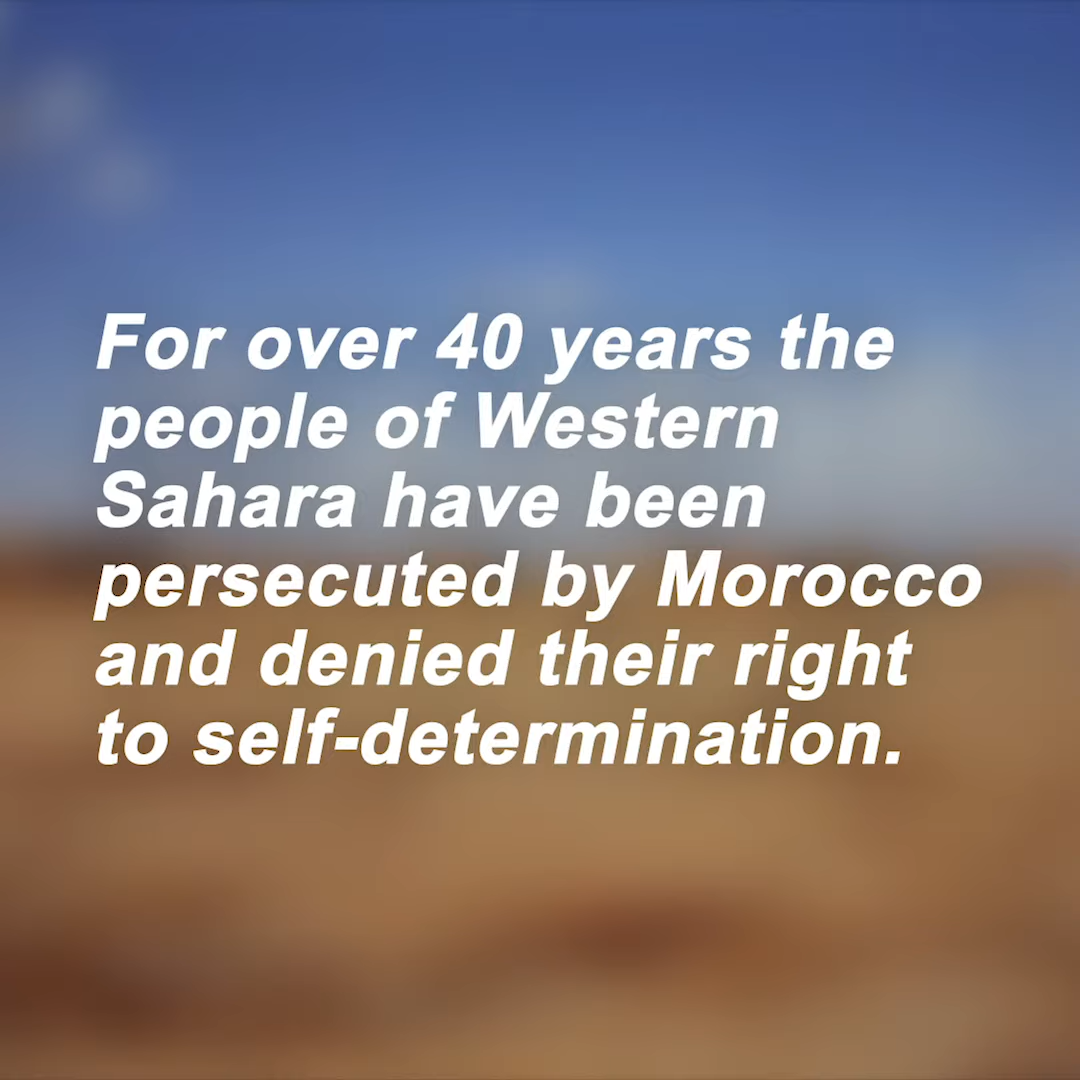 For over 40 years the
people of Western
Sahara have been
persecuted by Morocco
and denied their right
to self-determination.